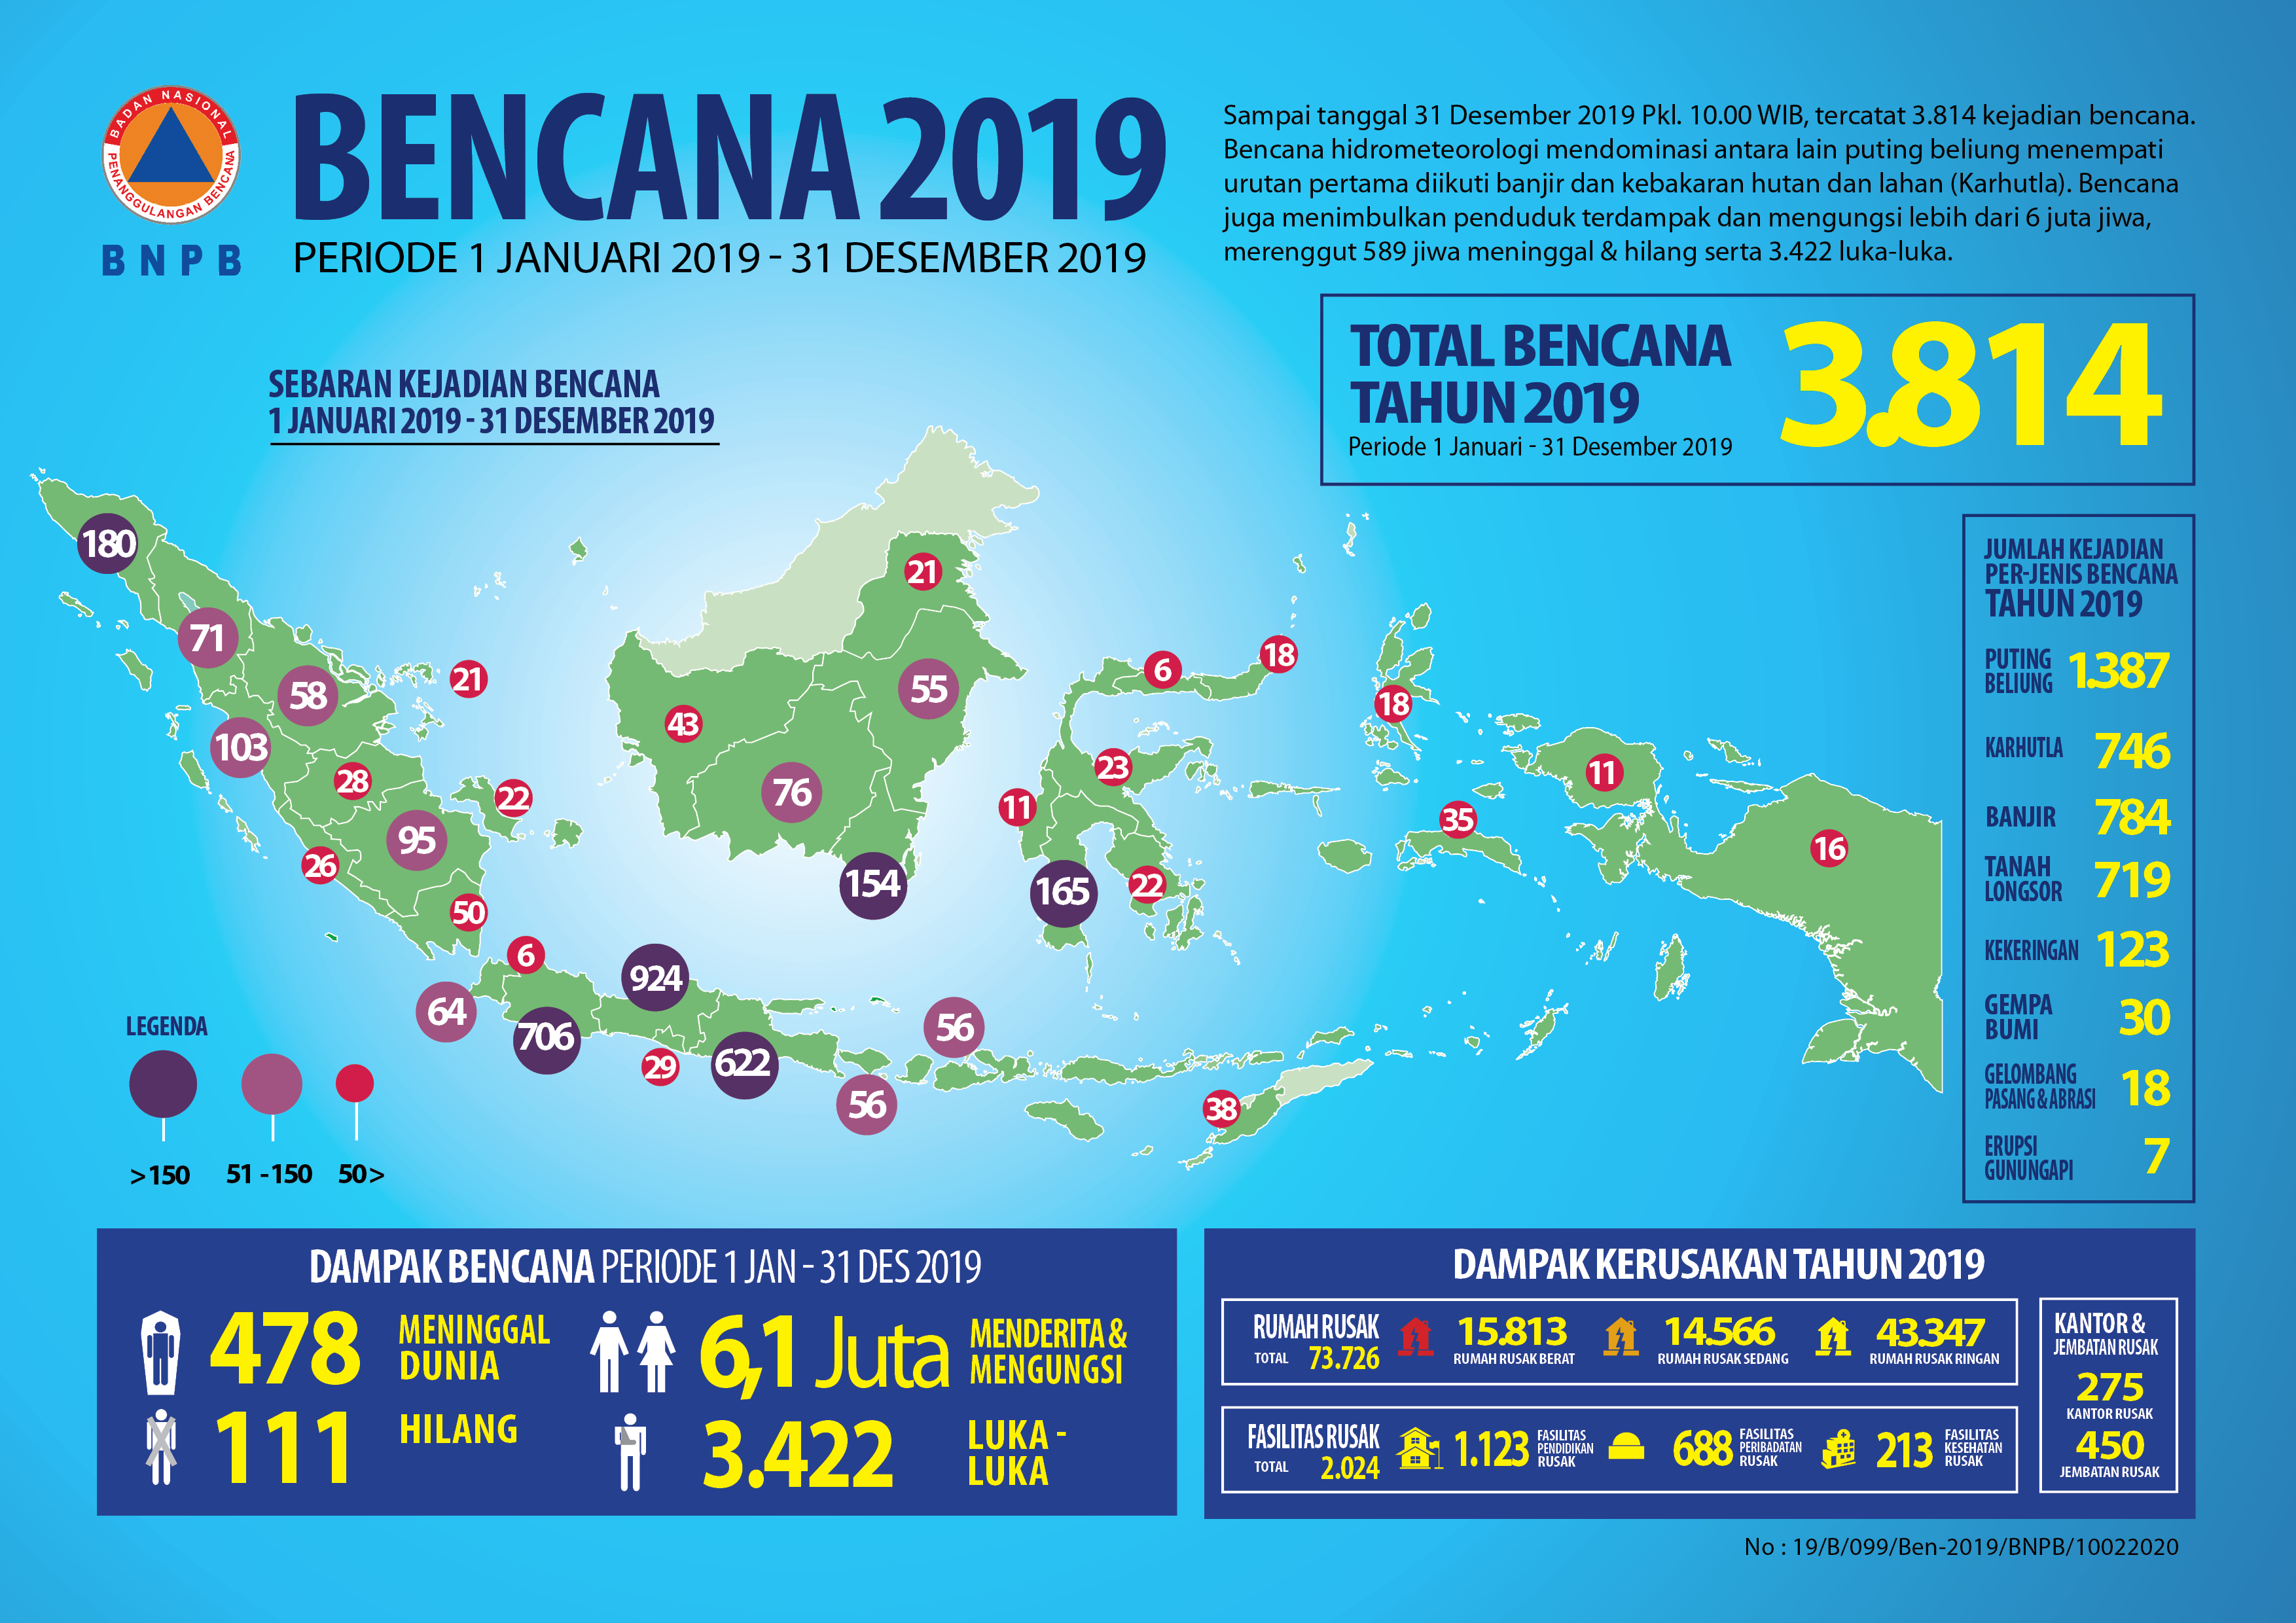 BADAN NASIONAL
PENANGGULANGAN BENCANA
BNPB
BENCANA 2019
PERIODE 1 JANUARI 2019 - 31 DESEMBER 2019
Sampai tanggal 31 Desember 2019 Pkl. 10.00 WIB, tercatat 3.814 kejadian bencana.
Bencana hidrometeorologi mendominasi antara lain puting beliung menempati
urutan pertama diikuti banjir dan kebakaran hutan dan lahan (Karhutla). Bencana
juga menimbulkan penduduk terdampak dan mengungsi lebih dari 6 juta jiwa,
merenggut 589 jiwa meninggal & hilang serta 3.422 luka-luka.
TOTAL BENCANA
TAHUN 2019
Periode 1 Januari - 31 Desember 2019
3.814
SEBARAN KEJADIAN BENCANA
1 JANUARI 2019 - 31 DESEMBER 2019
180
71
58
21
103
28
22
95
26
50
6
64
706
924
29
622
56
56
38
21
43
55
76
154
6
18
23
11
165
22
18
35
11
16
LEGENDA
>150
51 -150
50>
JUMLAH KEJADIAN
PER-JENIS BENCANA
TAHUN 2019
PUTING
BELIUNG
1.387
KARHUTLA
746
BANJIR
784
TANAH
LONGSOR
719
KEKERINGAN
123
GEMPA
BUMI
30
GELOMBANG
PASANG & ABRASI
18
ERUPSI
GUNUNGAPI
7
DAMPAK BENCANA PERIODE 1 JAN - 31 DES 2019
478
MENINGGAL
DUNIA
6,1 Juta
MENDERITA &
MENGUNGSI
111
HILANG
3.422
LUKA -
LUKA
DAMPAK KERUSAKAN TAHUN 2019
RUMAH RUSAK
TOTAL 73.726
15.813
RUMAH RUSAK BERAT
14.566
RUMAH RUSAK SEDANG
43.347
RUMAH RUSAK RINGAN
FASILITAS RUSAK
TOTAL 2.024
1.123
FASILITAS
PENDIDIKAN
RUSAK
688
FASILITAS
PERIBADATAN
RUSAK
213
FASILITAS
KESEHATAN
RUSAK
KANTOR &
JEMBATAN RUSAK
275
KANTOR RUSAK
450
JEMBATAN RUSAK
No : 19/B/099/Ben-2019/BNPB/10022020